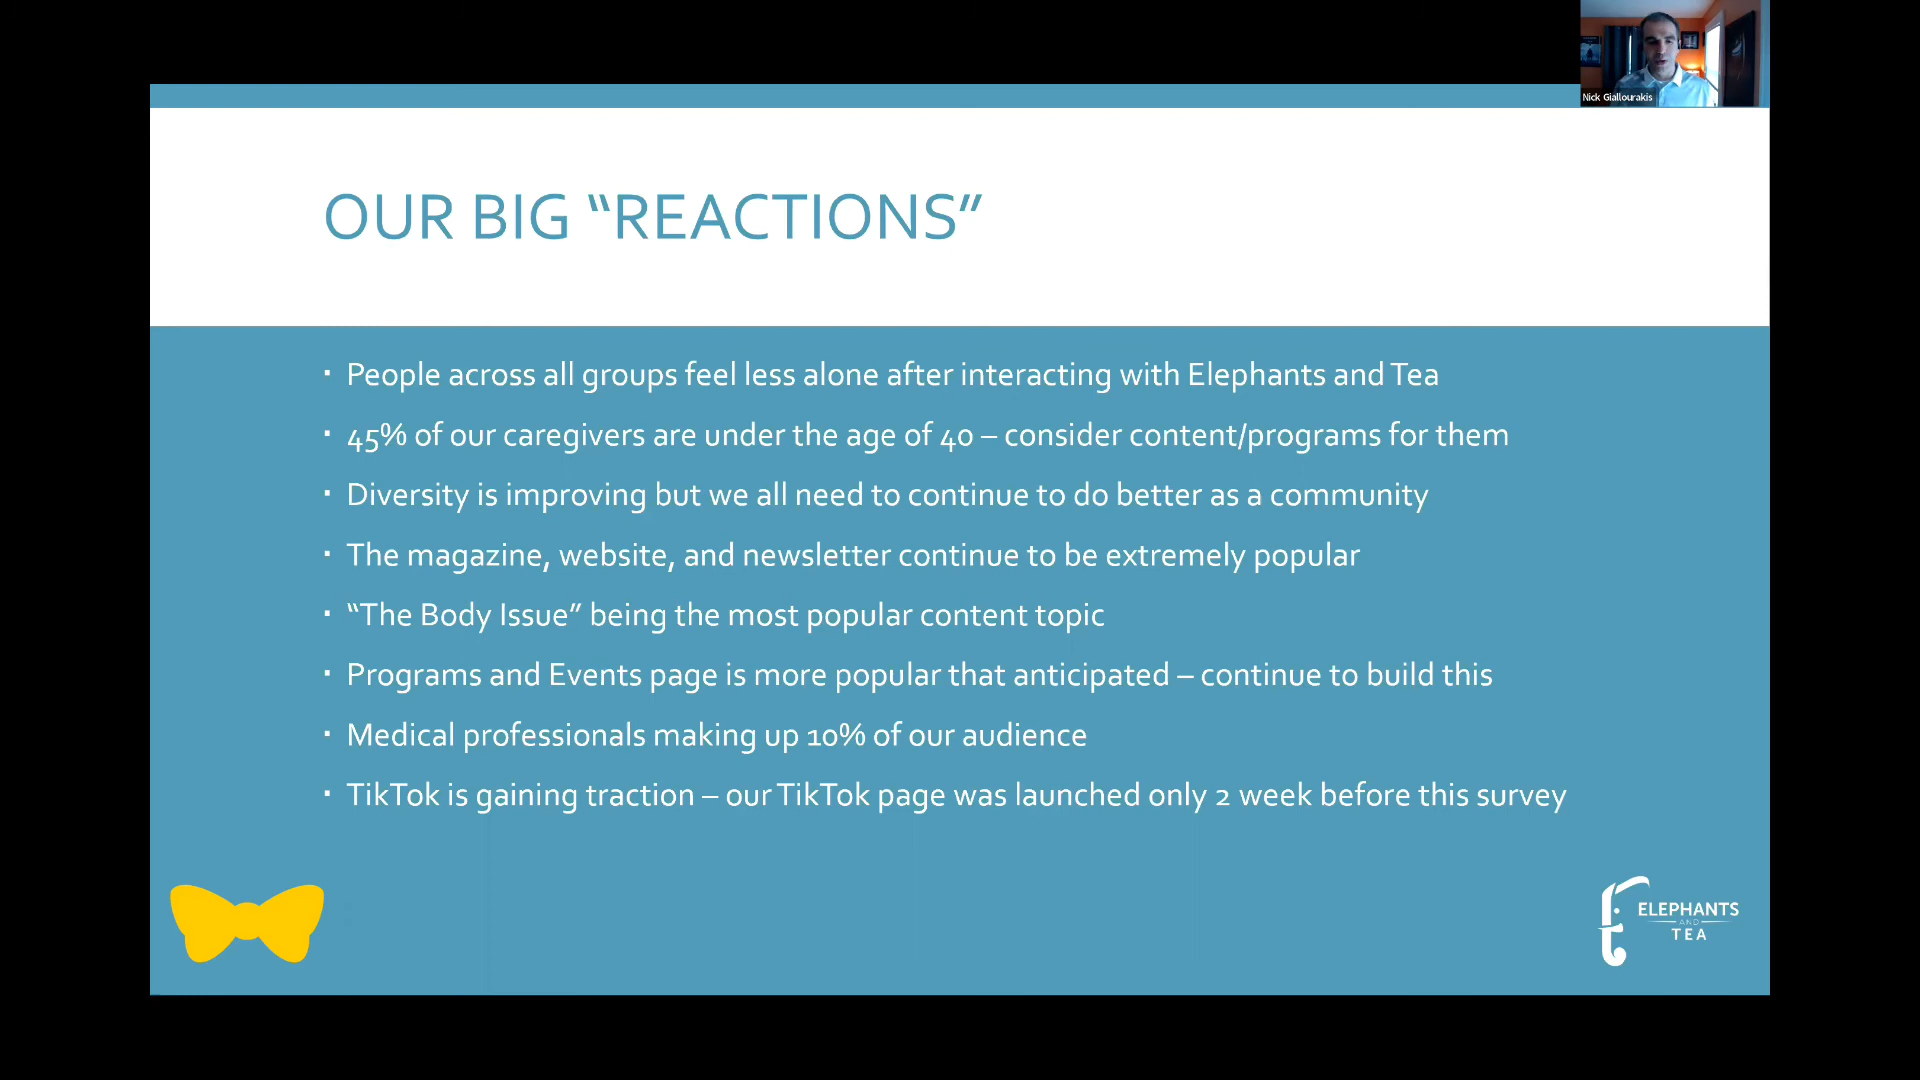 Nick Giallourakis
OUR BIG “REACTIONS”
▪ People across all groups feel less alone after interacting with Elephants and Tea
▪ 45% of our caregivers are under the age of 40 – consider content/programs for them
▪ Diversity is improving but we all need to continue to do better as a community
▪ The magazine, website, and newsletter continue to be extremely popular
▪ “The Body Issue” being the most popular content topic
▪ Programs and Events page is more popular that anticipated – continue to build this
▪ Medical professionals making up 10% of our audience
▪ TikTok is gaining traction – our TikTok page was launched only 2 week before this survey
ELEPHANTS
AND
TEA